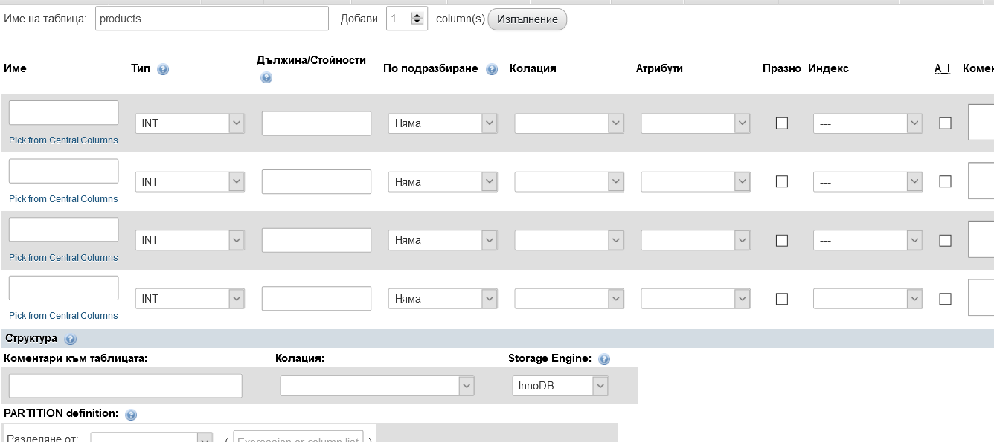 Име на таблица: products Добави 1 column(s) Изпълнение
Име Тип Дължина/Стойности По подразбиране Колация Атрибути Празно Индекс A_I Комен
INT Няма ---
Pick from Central Columns
INT Няма ---
Pick from Central Columns
INT Няма ---
Pick from Central Columns
INT Няма ---
Pick from Central Columns
Структура
Коментари към таблицата: Колация: Storage Engine:
InnoDB
PARTITION definition:
Разделяне от: ( Expression or column list )